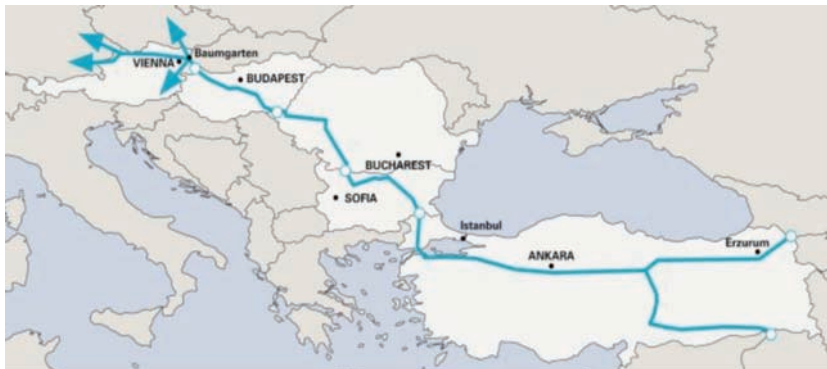 Baumgarten
VIENNA
BUDAPEST
BUCHAREST
SOFIA
Istanbul
ANKARA
Erzurum